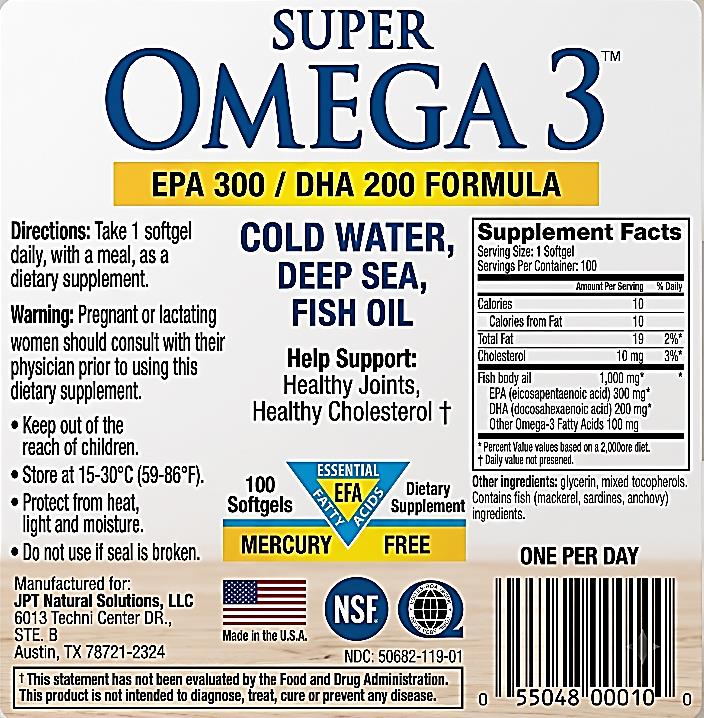 SUPER
OMEGA 3™
EPA 300 / DHA 200 FORMULA
Directions: Take 1 softgel
daily, with a meal, as a
dietary supplement.
Warning: Pregnant or lactating
women should consult with their
physician prior to using this
dietary supplement.
• Keep out of the
reach of children.
• Store at 15-30°C (59-86°F).
• Protect from heat,
light and moisture.
• Do not use if seal is broken.
COLD WATER,
DEEP SEA,
FISH OIL
Help Support:
Healthy Joints,
Healthy Cholesterol †
100
Softgels
ESSENTIAL
EFA
FATTY ACIDS
Dietary
Supplement
MERCURY FREE
Supplement Facts
Serving Size: 1 Softgel
Servings Per Container: 100
Amount Per Serving % Daily
Calories 10
Calories from Fat 10
Total Fat 19 2%*
Cholesterol 10 mg 3%*
Fish body ail 1,000 mg* *
EPA (eicosapentaenoic acid) 300 mg*
DHA (docosahexaenoic acid) 200 mg*
Other Omega-3 Fatty Acids 100 mg
* Percent Value values based on a 2,000ore diet.
† Daily value not presened.
Other ingredients: glycerin, mixed tocopherols.
Contains fish (mackerel, sardines, anchovy)
ingredients.
ONE PER DAY
Manufactured for:
JPT Natural Solutions, LLC
6013 Techni Center DR.,
STE. B
Austin, TX 78721-2324
Made in the U.S.A.
NSF®
NDC: 50682-119-01
† This statement has not been evaluated by the Food and Drug Administration.
This product is not intended to diagnose, treat, cure or prevent any disease.
0 55048 00010 0